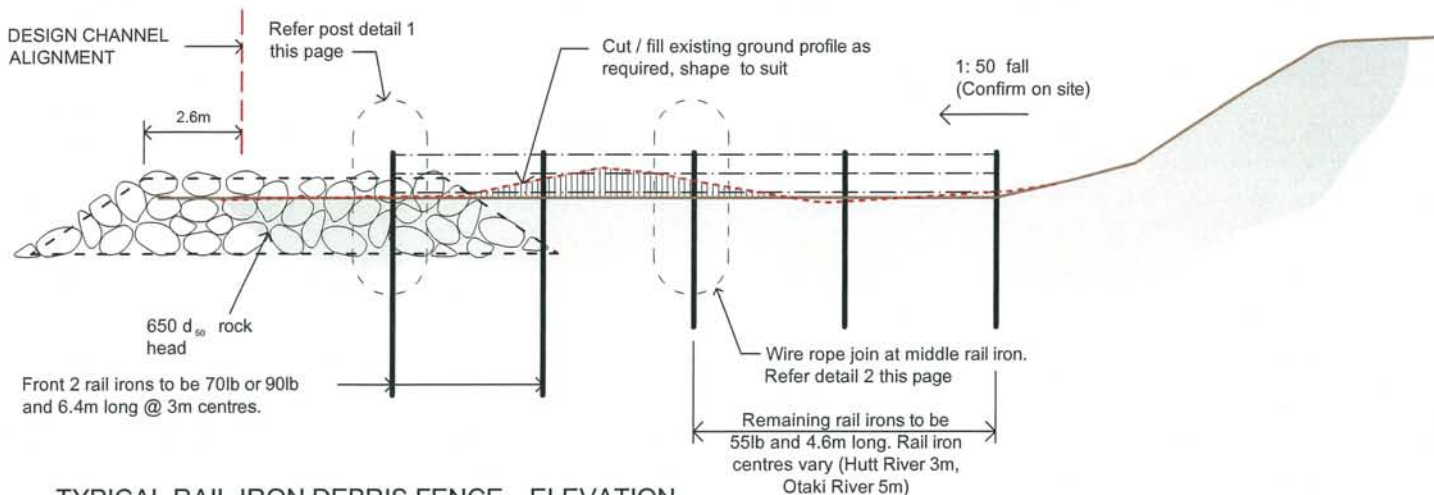 DESIGN CHANNEL
ALIGNMENT
Refer post detail 1
this page
Cut / fill existing ground profile as
required, shape to suit
1: 50 fall
(Confirm on site)
2.6m
650 d₅₀ rock
head
Front 2 rail irons to be 70lb or 90lb
and 6.4m long @ 3m centres.
Wire rope join at middle rail iron.
Refer detail 2 this page
Remaining rail irons to be
55lb and 4.6m long. Rail iron
centres vary (Hutt River 3m,
Otaki River 5m)
TYPICAL RAIL IRON DEBRIS FENCE - ELEVATION